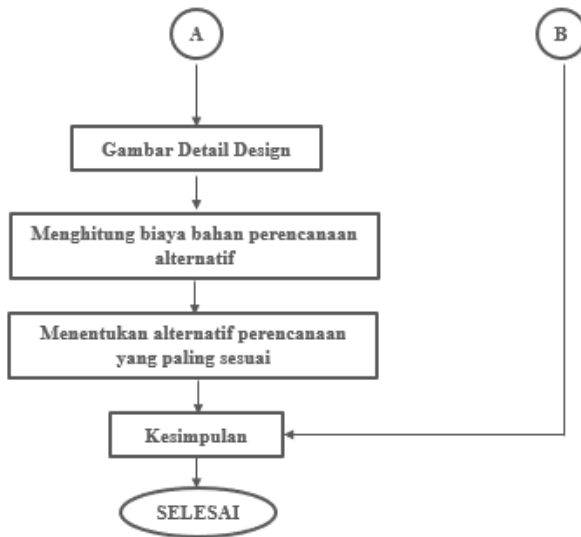 A
B
Gambar Detail Design
Menghitung biaya bahan perencanaan
alternatif
Menentukan alternatif perencanaan
yang paling sesuai
Kesimpulan
SELESAI